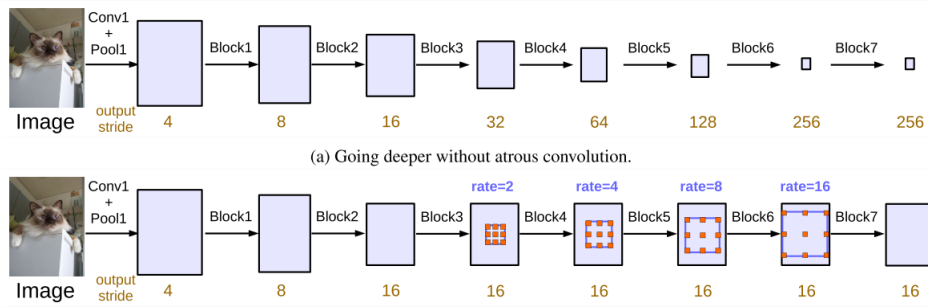 Conv1
+
Pool1
Block1
Block2
Block3
Block4
Block5
Block6
Block7
output
stride
Image
4
8
16
32
64
128
256
256
(a) Going deeper without atrous convolution.
rate=2
rate=4
rate=8
rate=16
Conv1
+
Pool1
Block1
Block2
Block3
Block4
Block5
Block6
Block7
output
stride
Image
4
8
16
16
16
16
16
16